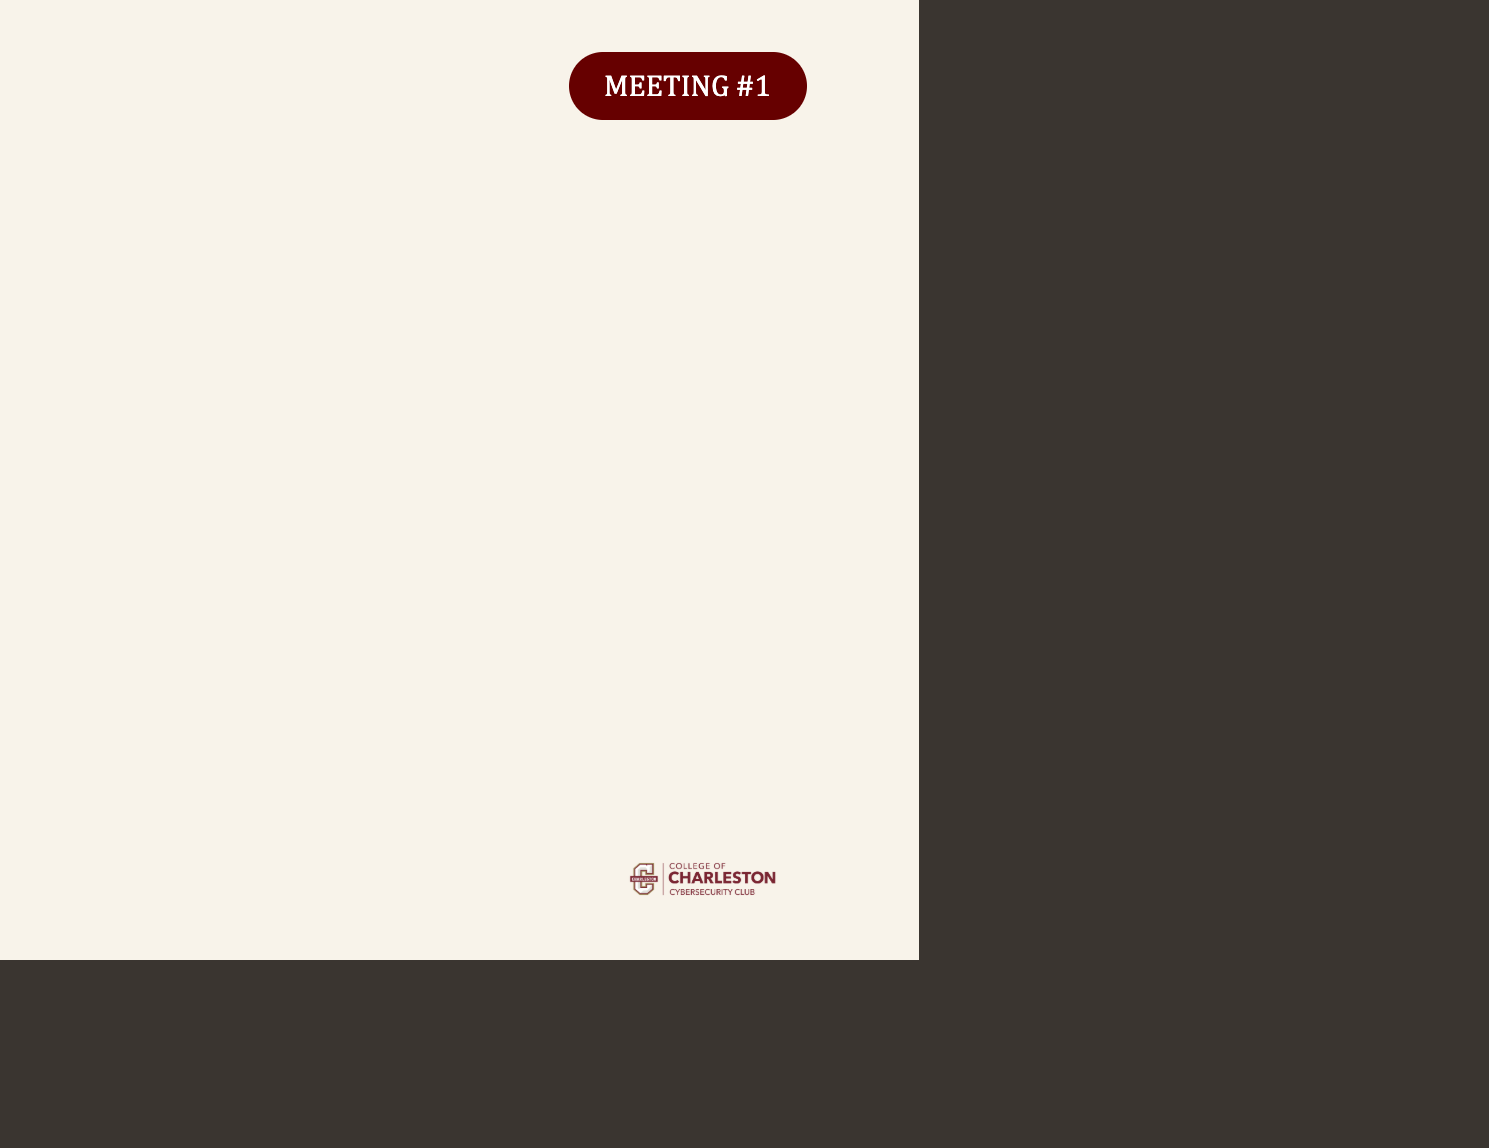 MEETING #1
COLLEGE OF
CHARLESTON
CYBERSECURITY CLUB